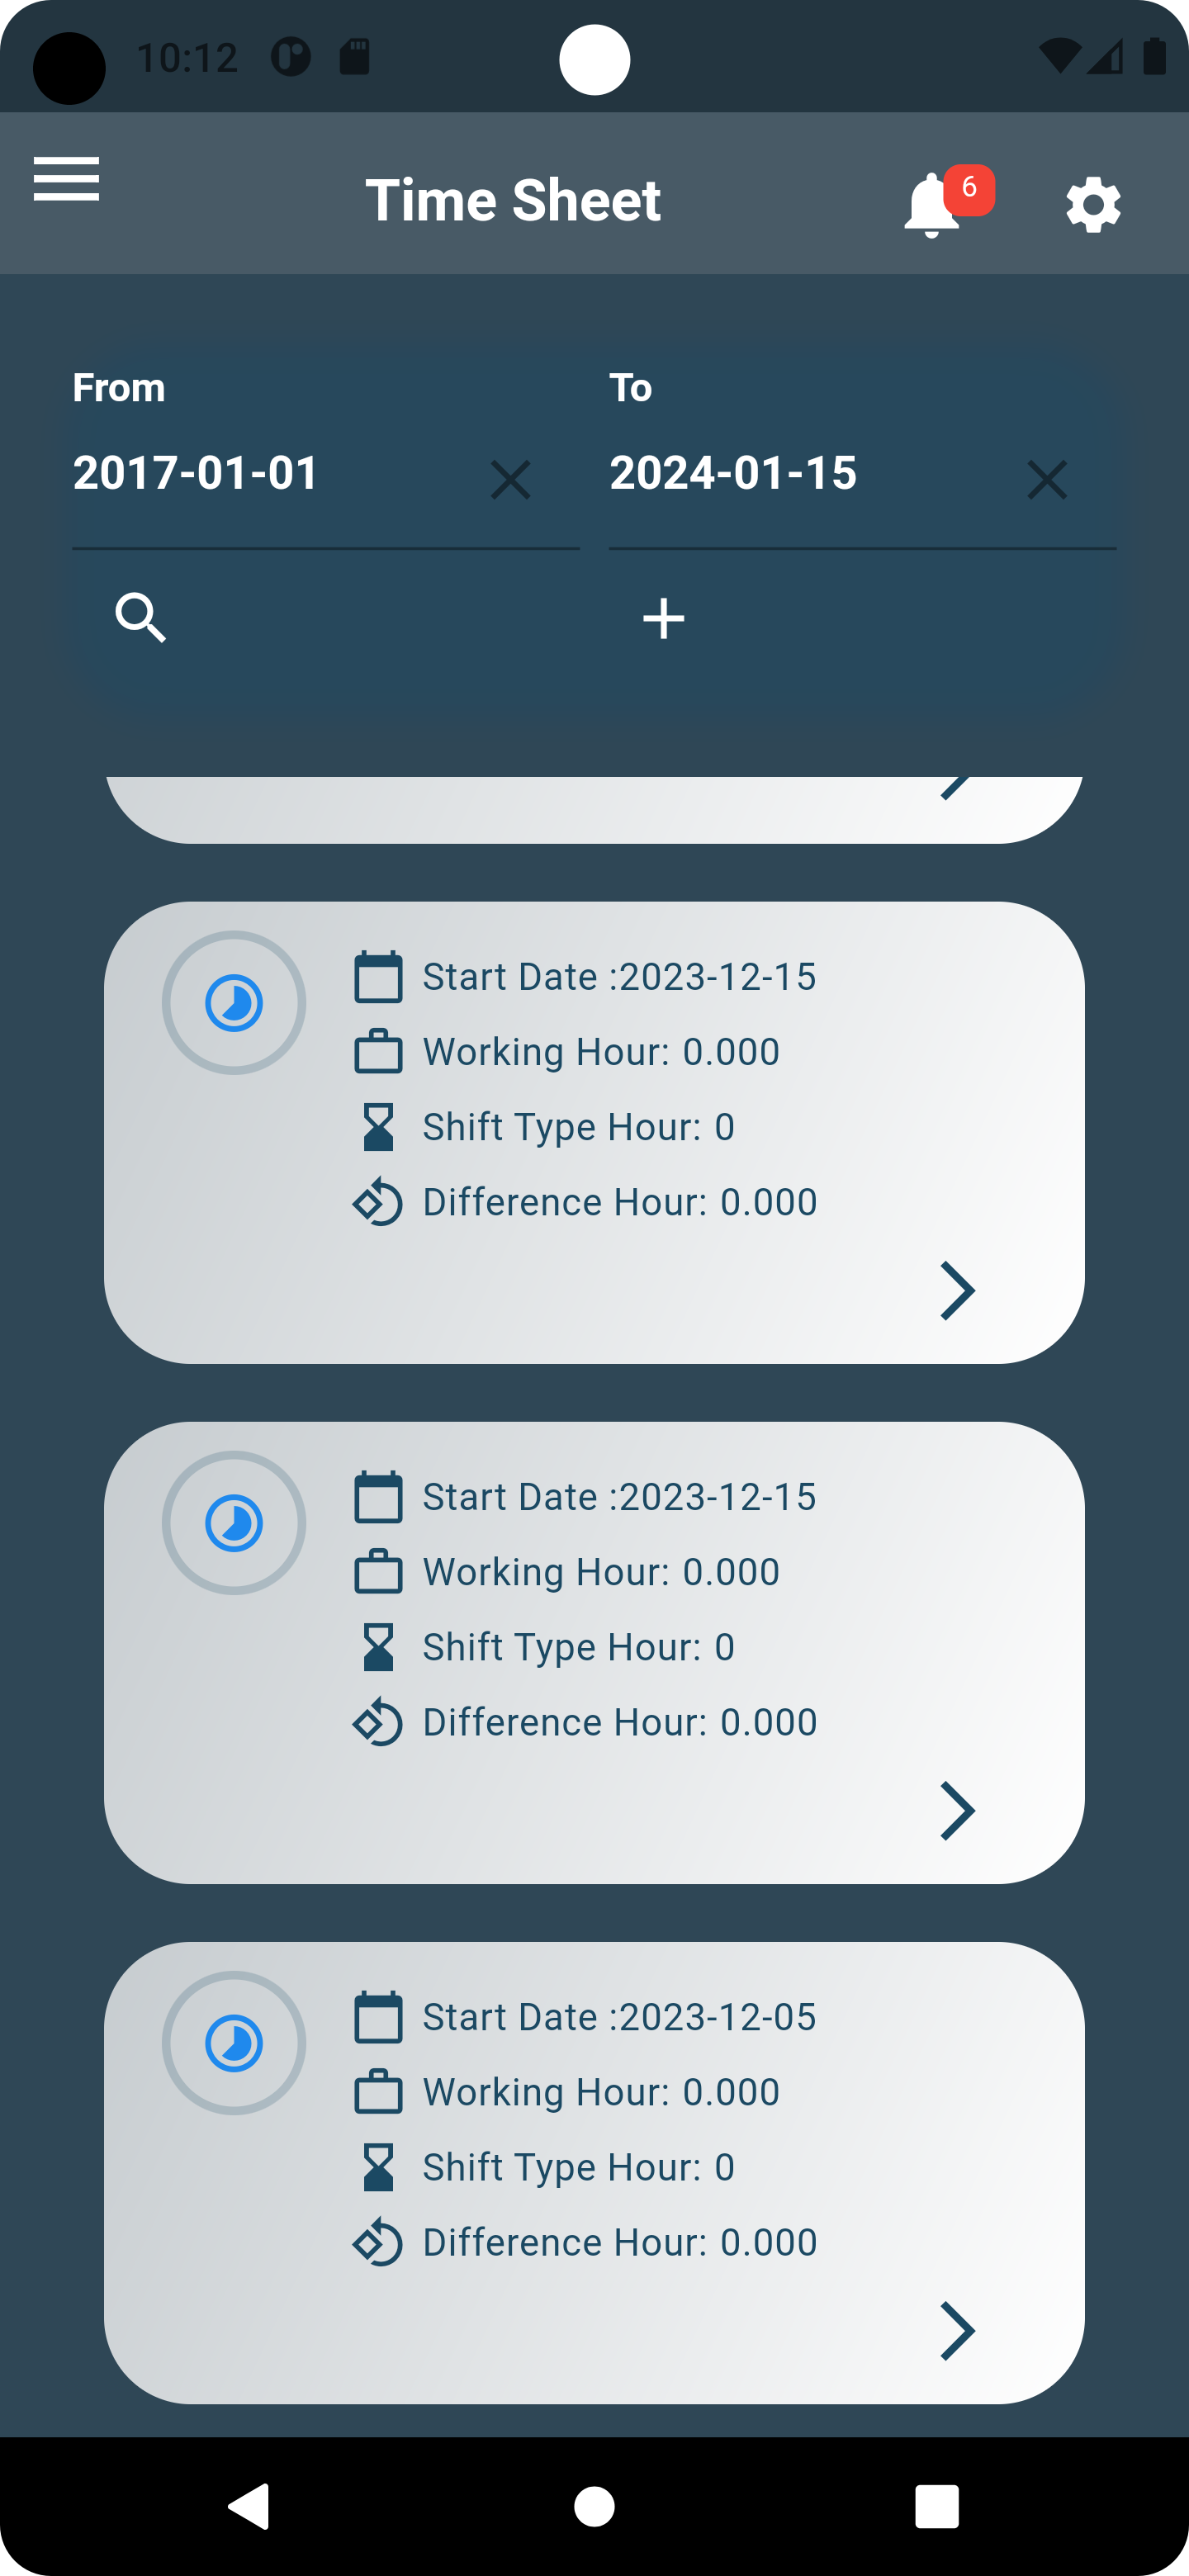 10:12
Time Sheet
6
From
To
2017-01-01
2024-01-15
Start Date :2023-12-15
Working Hour: 0.000
Shift Type Hour: 0
Difference Hour: 0.000
Start Date :2023-12-15
Working Hour: 0.000
Shift Type Hour: 0
Difference Hour: 0.000
Start Date :2023-12-05
Working Hour: 0.000
Shift Type Hour: 0
Difference Hour: 0.000